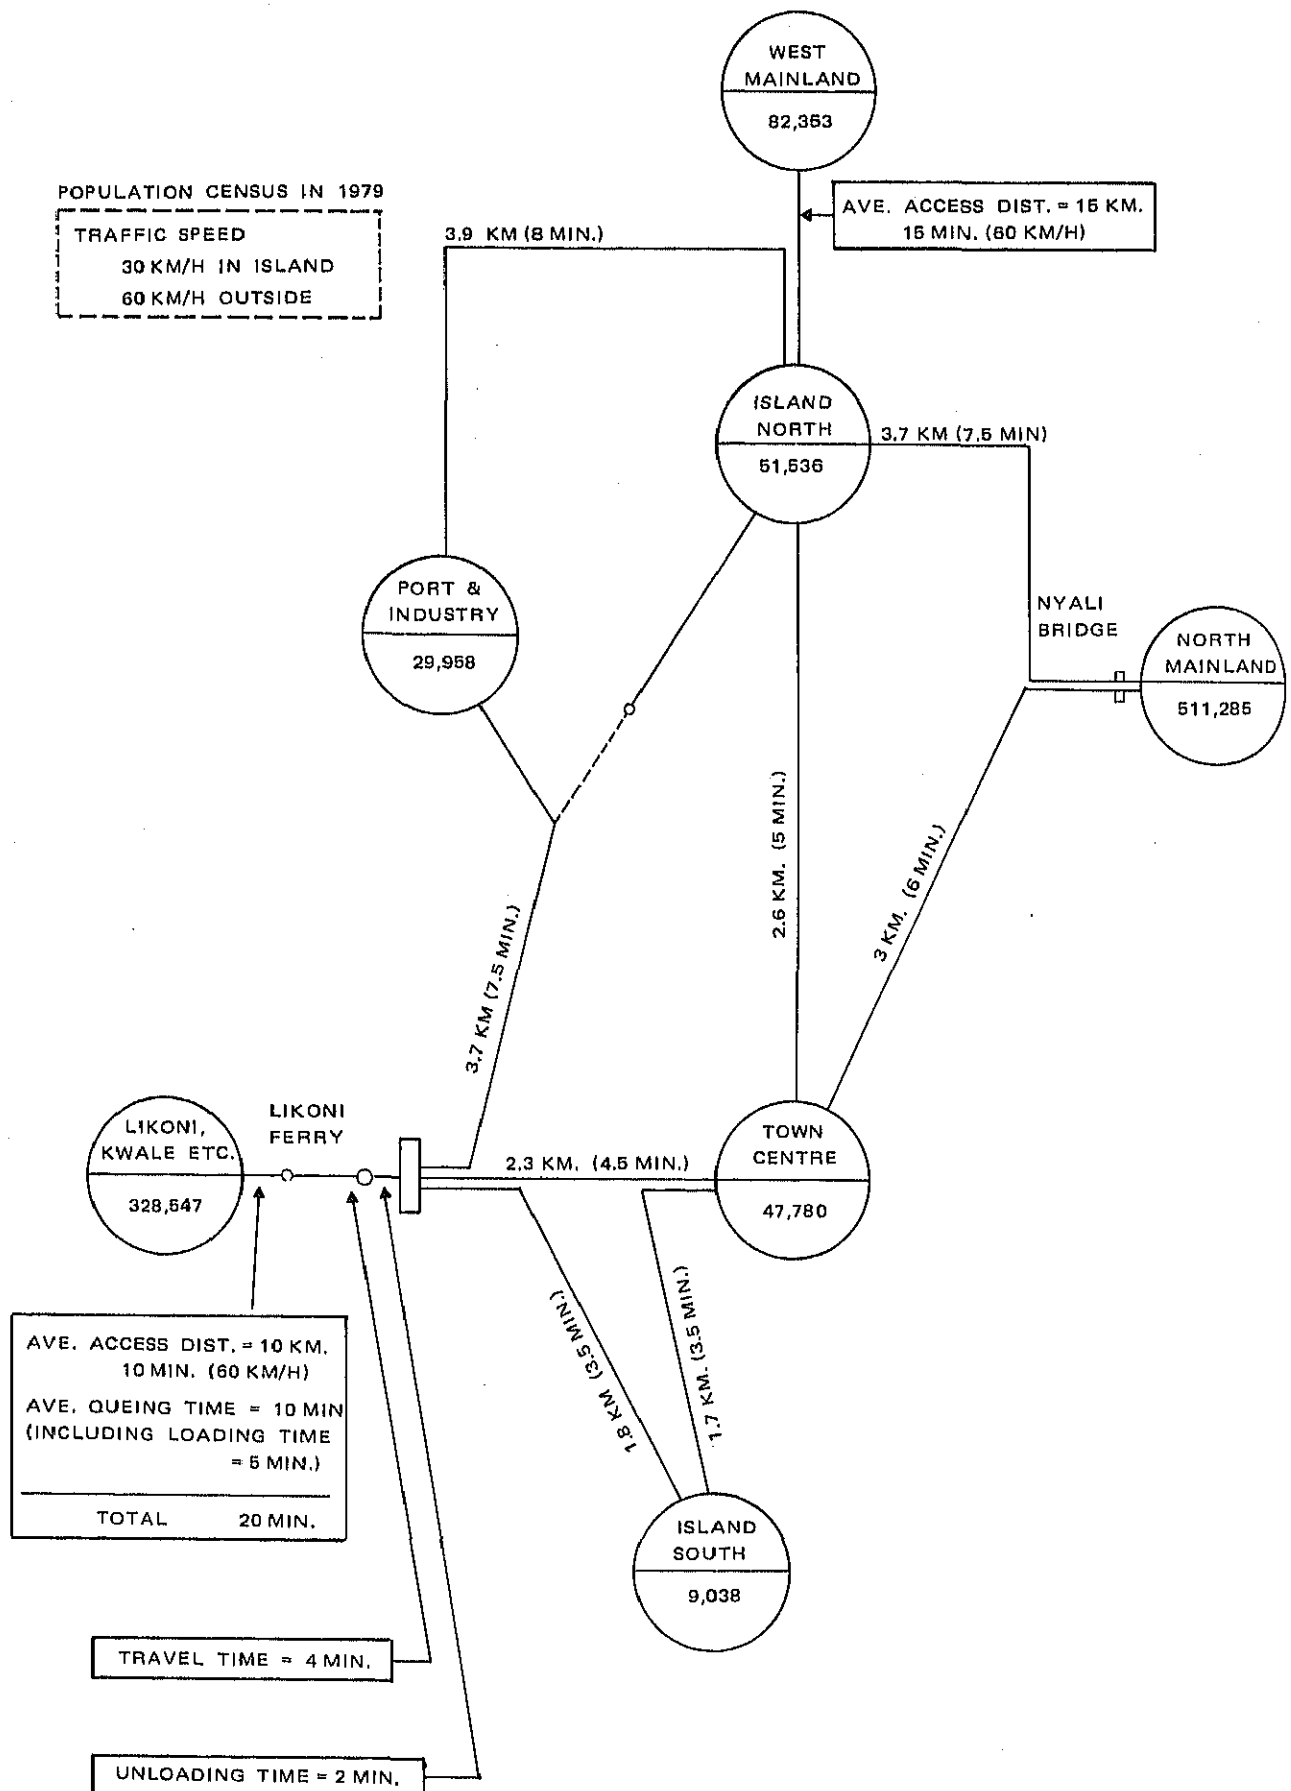 WEST
MAINLAND
82,353
POPULATION CENSUS IN 1979
TRAFFIC SPEED
30 KM/H IN ISLAND
60 KM/H OUTSIDE
3.9 KM (8 MIN.)
AVE. ACCESS DIST. = 15 KM.
15 MIN. (60 KM/H)
ISLAND
NORTH
51,536
3.7 KM (7.5 MIN)
PORT &
INDUSTRY
29,958
NYALI
BRIDGE
NORTH
MAINLAND
511,285
2.6 KM. (5 MIN.)
3 KM. (6 MIN.)
3.7 KM (7.5 MIN.)
LIKONI,
KWALE ETC.
328,547
LIKONI
FERRY
2.3 KM. (4.5 MIN.)
TOWN
CENTRE
47,780
1.8 KM (3.5 MIN.)
1.7 KM. (3.5 MIN.)
AVE. ACCESS DIST. = 10 KM.
10 MIN. (60 KM/H)
AVE. QUEING TIME = 10 MIN
(INCLUDING LOADING TIME
= 5 MIN.)
TOTAL 20 MIN.
ISLAND
SOUTH
9,038
TRAVEL TIME = 4 MIN.
UNLOADING TIME = 2 MIN.